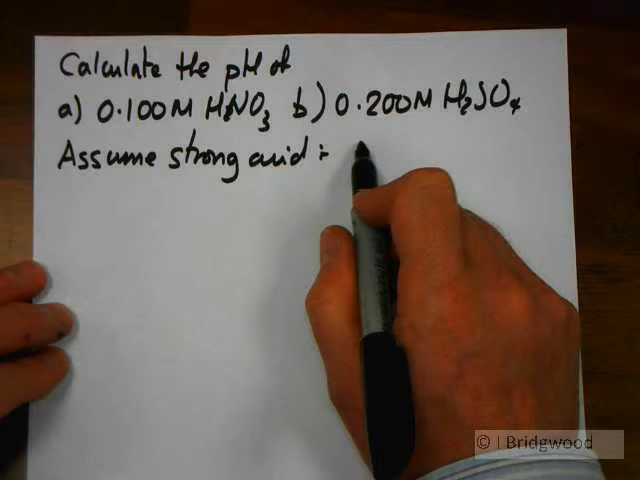 Calculate the pH of
a) 0.100M HNO₃ b) 0.200M H₂SO₄
Assume strong acid :
© I Bridgwood